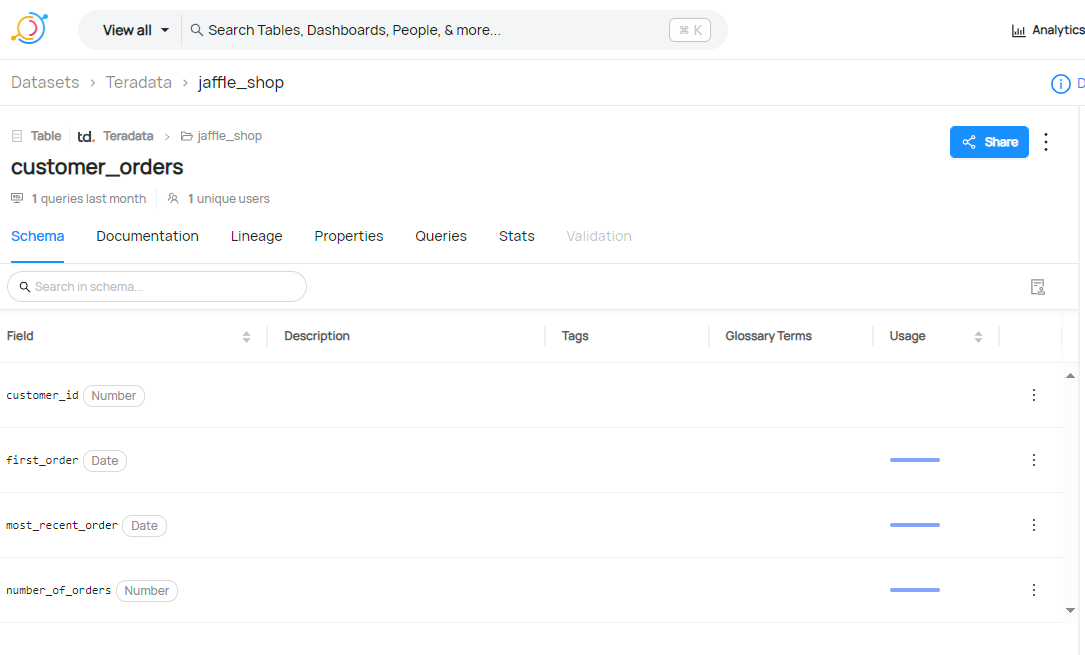 View all Search Tables, Dashboards, People, & more... ⌘ K Analytics
Datasets > Teradata > jaffle_shop D
Table td. Teradata > jaffle_shop
Share
customer_orders
1 queries last month 1 unique users
Schema Documentation Lineage Properties Queries Stats Validation
Search in schema...
Field Description Tags Glossary Terms Usage
customer_id Number
first_order Date
most_recent_order Date
number_of_orders Number